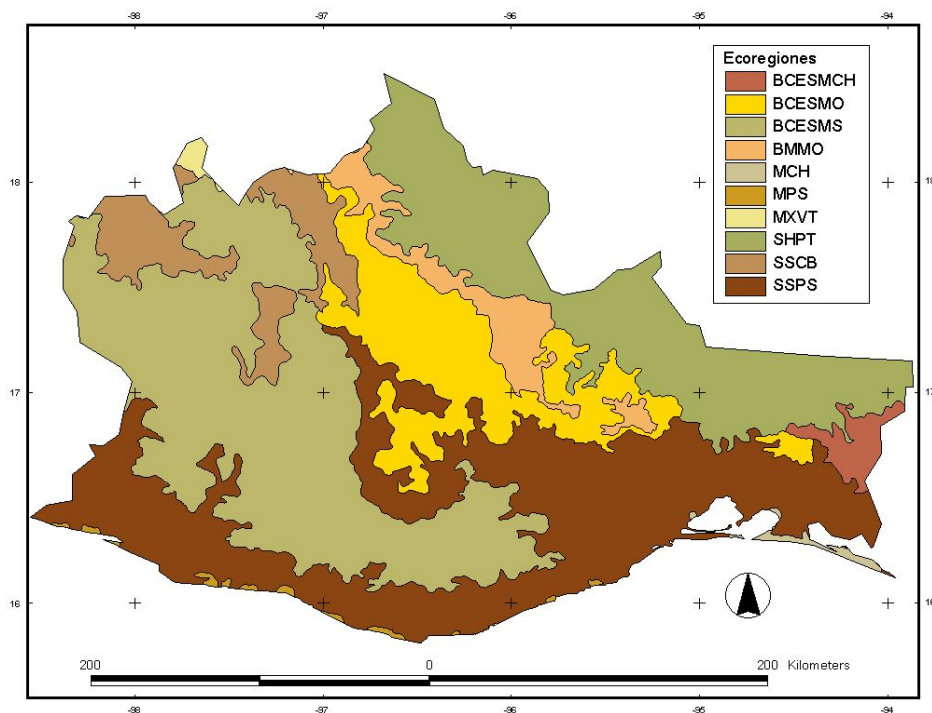 -98 -97 -96 -95 -94
Ecoregiones
BCESMCH
BCESMO
BCESMS
BMMO
MCH
MPS
MXVT
SHPT
SSCB
SSPS
18 18
17 17
16 16
200 0 200 Kilometers
-98 -97 -96 -95 -94